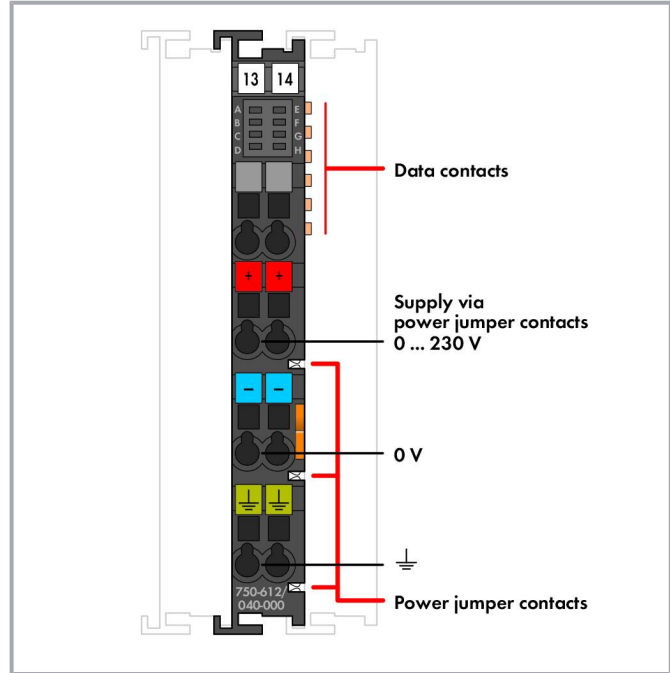 13 14
A E
B F
C G
D H
Data contacts
+ +
Supply via
power jumper contacts
0 ... 230 V
− −
0 V
750-612/
040-000
Power jumper contacts